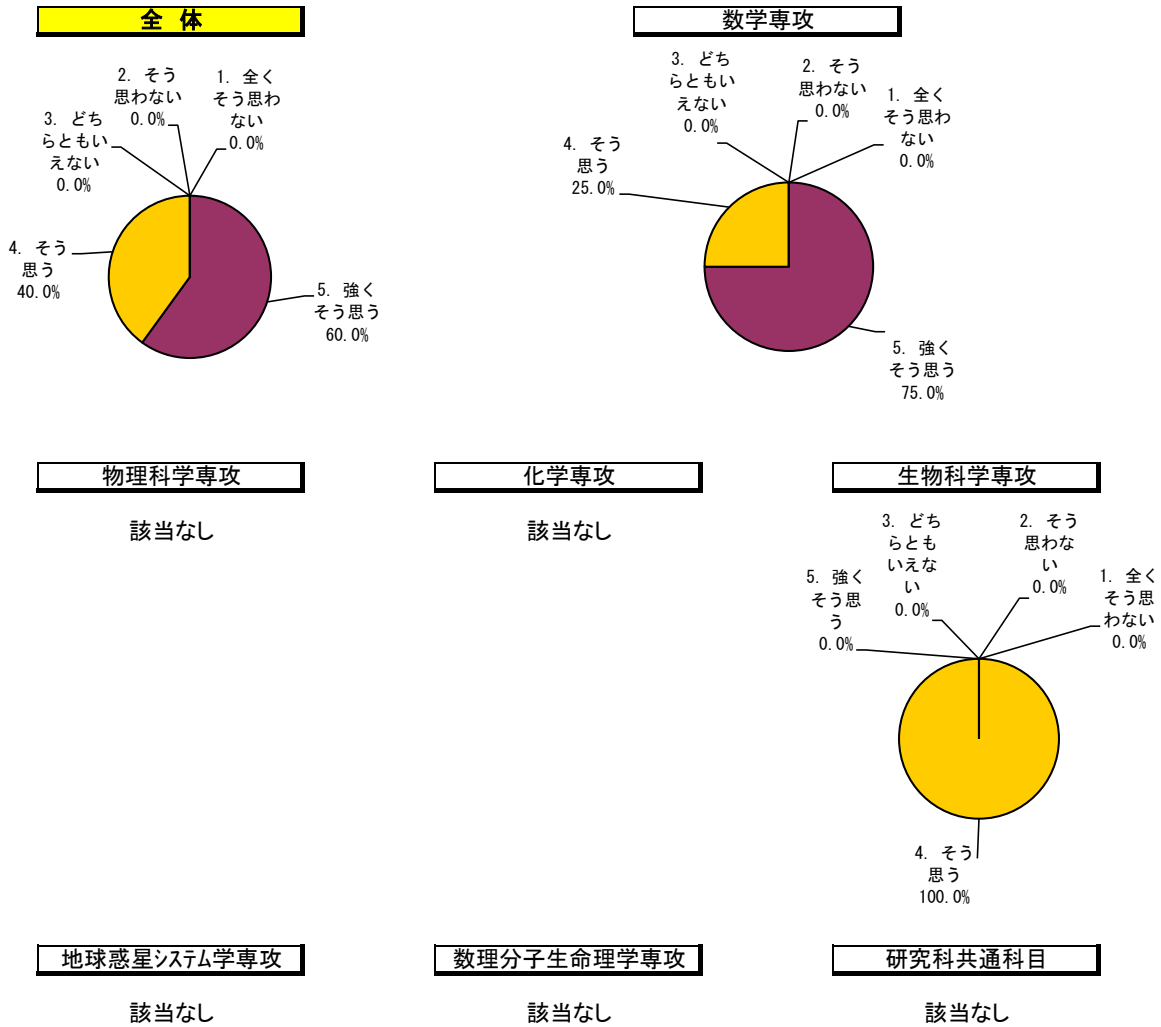 全 体
2. そう
思わない
0.0%
1. 全く
そう思わ
ない
0.0%
3. どち
らともい
えない
0.0%
4. そう
思う
40.0%
5. 強く
そう思う
60.0%
数学専攻
3. どち
らともい
えない
0.0%
2. そう
思わない
0.0%
1. 全く
そう思わ
ない
0.0%
4. そう
思う
25.0%
5. 強く
そう思う
75.0%
物理科学専攻
該当なし
化学専攻
該当なし
生物科学専攻
3. どち
らとも
いえな
い
0.0%
2. そう
思わな
い
0.0%
5. 強く
そう思
う
0.0%
1. 全く
そう思
わない
0.0%
4. そう
思う
100.0%
地球惑星ｼｽﾃﾑ学専攻
該当なし
数理分子生命理学専攻
該当なし
研究科共通科目
該当なし